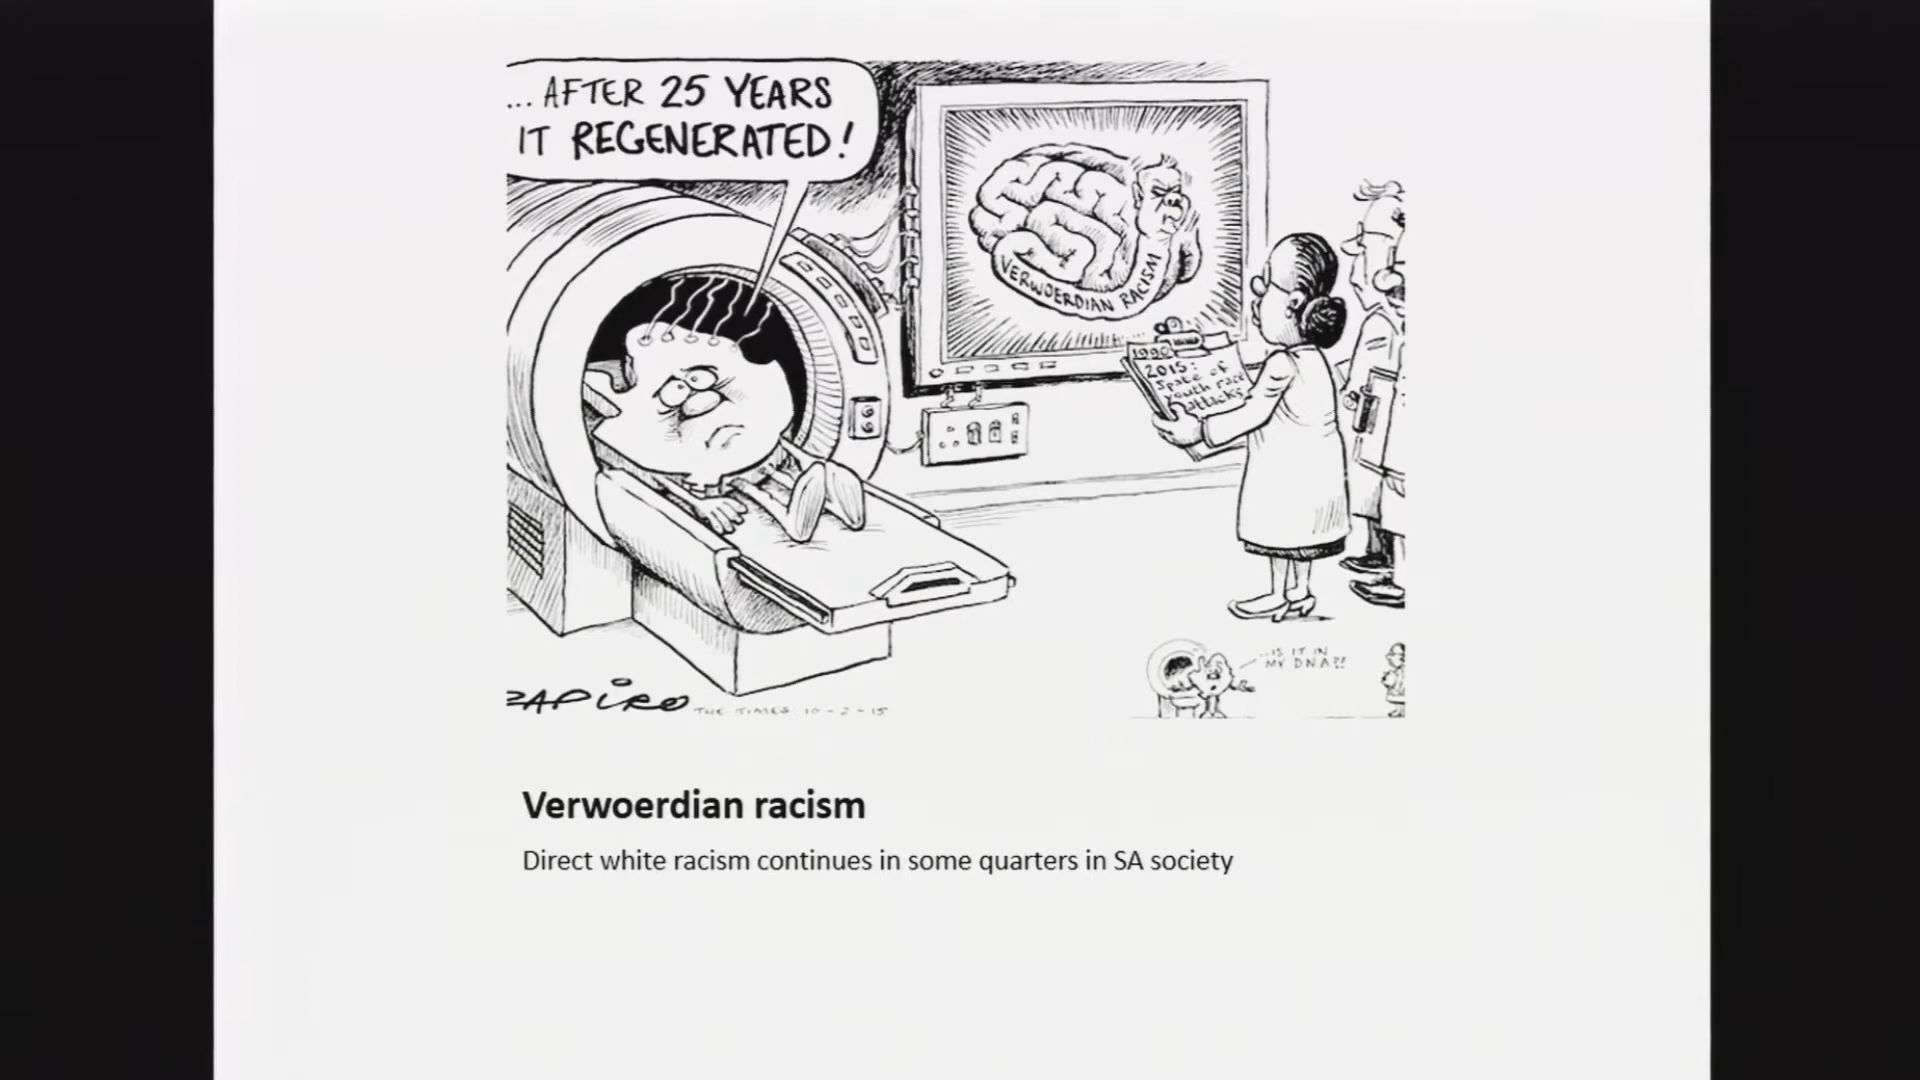 ... AFTER 25 YEARS
IT REGENERATED!
VERWOERDIAN RACISM
1990
2015:
Spate of
youth race
attacks
...IS IT IN
MY DNA?!
ZAPIRO THE TIMES 10-2-15
Verwoerdian racism
Direct white racism continues in some quarters in SA society